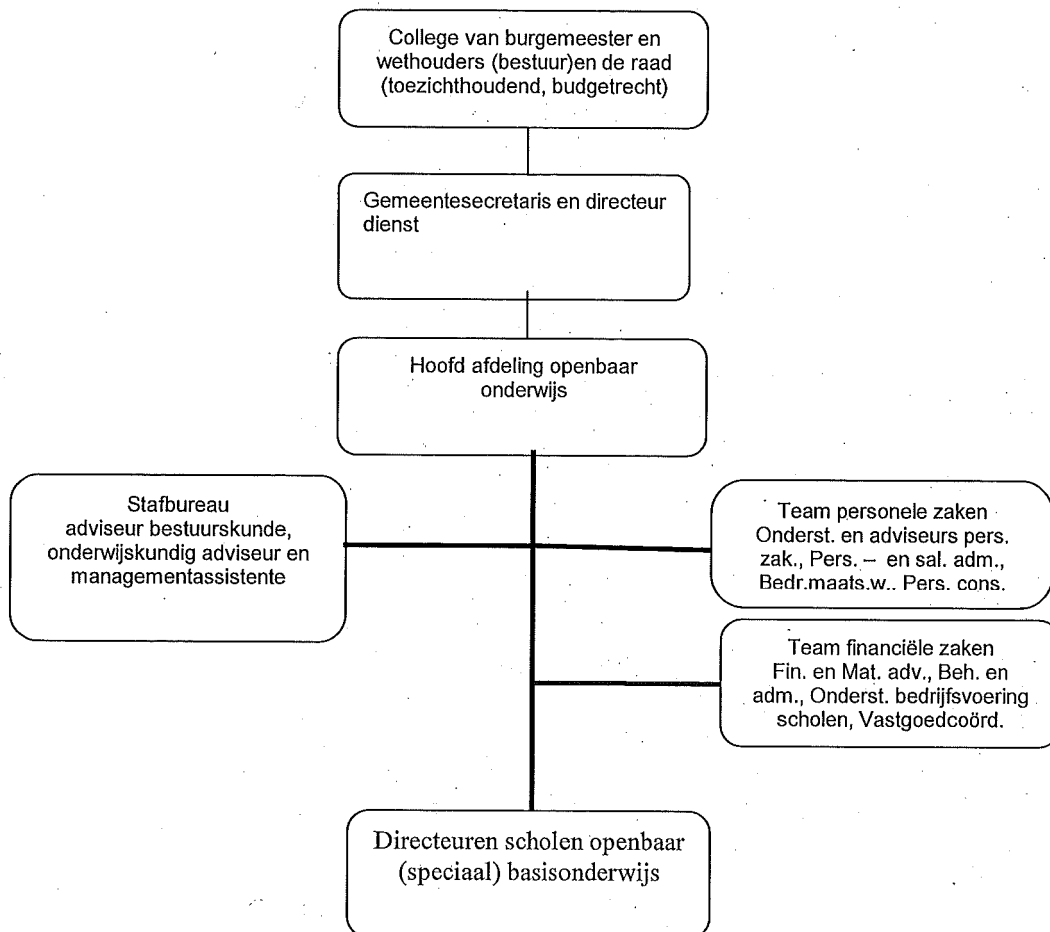 College van burgemeester en
wethouders (bestuur)en de raad
(toezichthoudend, budgetrecht)
Gemeentesecretaris en directeur
dienst
Hoofd afdeling openbaar
onderwijs
Stafbureau
adviseur bestuurskunde,
onderwijskundig adviseur en
managementassistente
Team personele zaken
Onderst. en adviseurs pers.
zak., Pers. – en sal. adm.,
Bedr.maats.w.. Pers. cons.
Team financiële zaken
Fin. en Mat. adv., Beh. en
adm., Onderst. bedrijfsvoering
scholen, Vastgoedcoörd.
Directeuren scholen openbaar
(speciaal) basisonderwijs